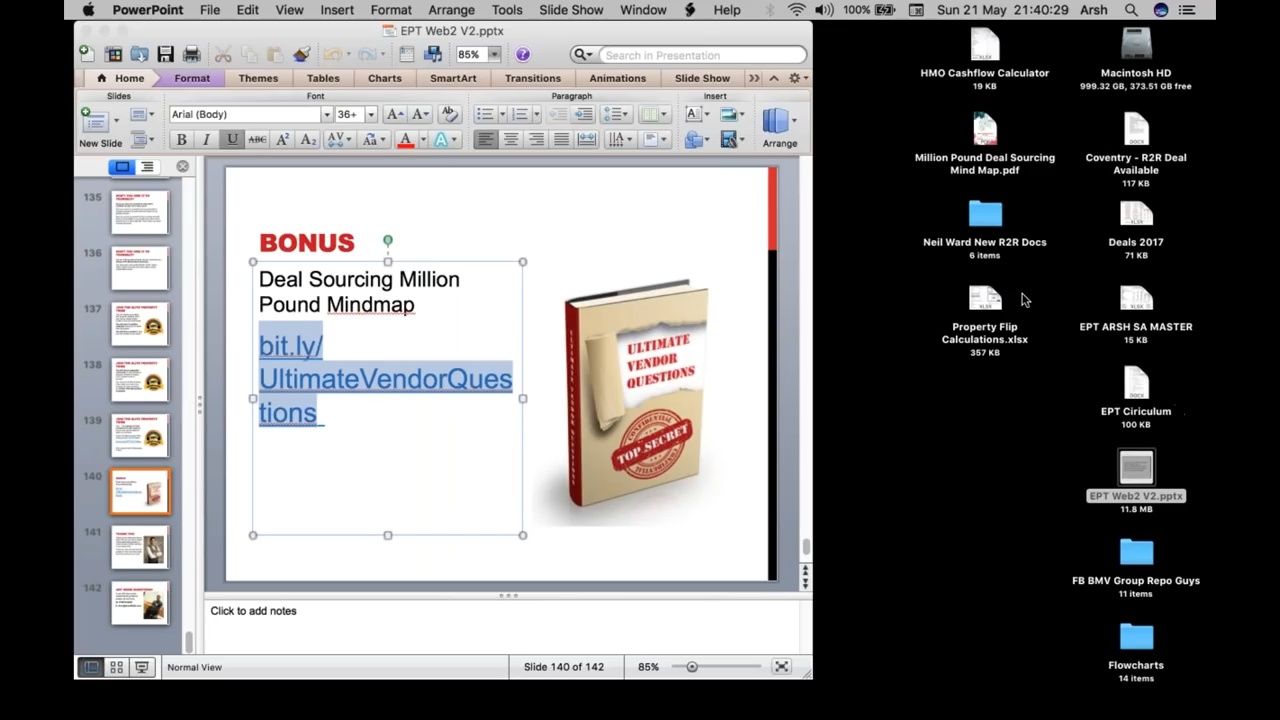 PowerPoint File Edit View Insert Format Arrange Tools Slide Show Window Help 100% Sun 21 May 21:40:29 Arsh
EPT Web2 V2.pptx
85% Search in Presentation
Home Format Themes Tables Charts SmartArt Transitions Animations Slide Show
Slides Font Paragraph Insert
New Slide
Arial (Body) 36+
Arrange
135
136
137
138
139
140
141
142
BONUS
Deal Sourcing Million
Pound Mindmap
bit.ly/
UltimateVendorQues
tions
ULTIMATE
VENDOR
QUESTIONS
ULTIMATE VENDOR QUESTIONS
CONFIDENTIAL
TOP SECRET
Click to add notes
Normal View Slide 140 of 142 85%
HMO Cashflow Calculator
19 KB
Macintosh HD
999.32 GB, 373.51 GB free
Million Pound Deal Sourcing
Mind Map.pdf
Coventry - R2R Deal
Available
117 KB
Neil Ward New R2R Docs
6 items
Deals 2017
71 KB
Property Flip
Calculations.xlsx
357 KB
EPT ARSH SA MASTER
15 KB
EPT Ciriculum
100 KB
EPT Web2 V2.pptx
11.8 MB
FB BMV Group Repo Guys
11 items
Flowcharts
14 items